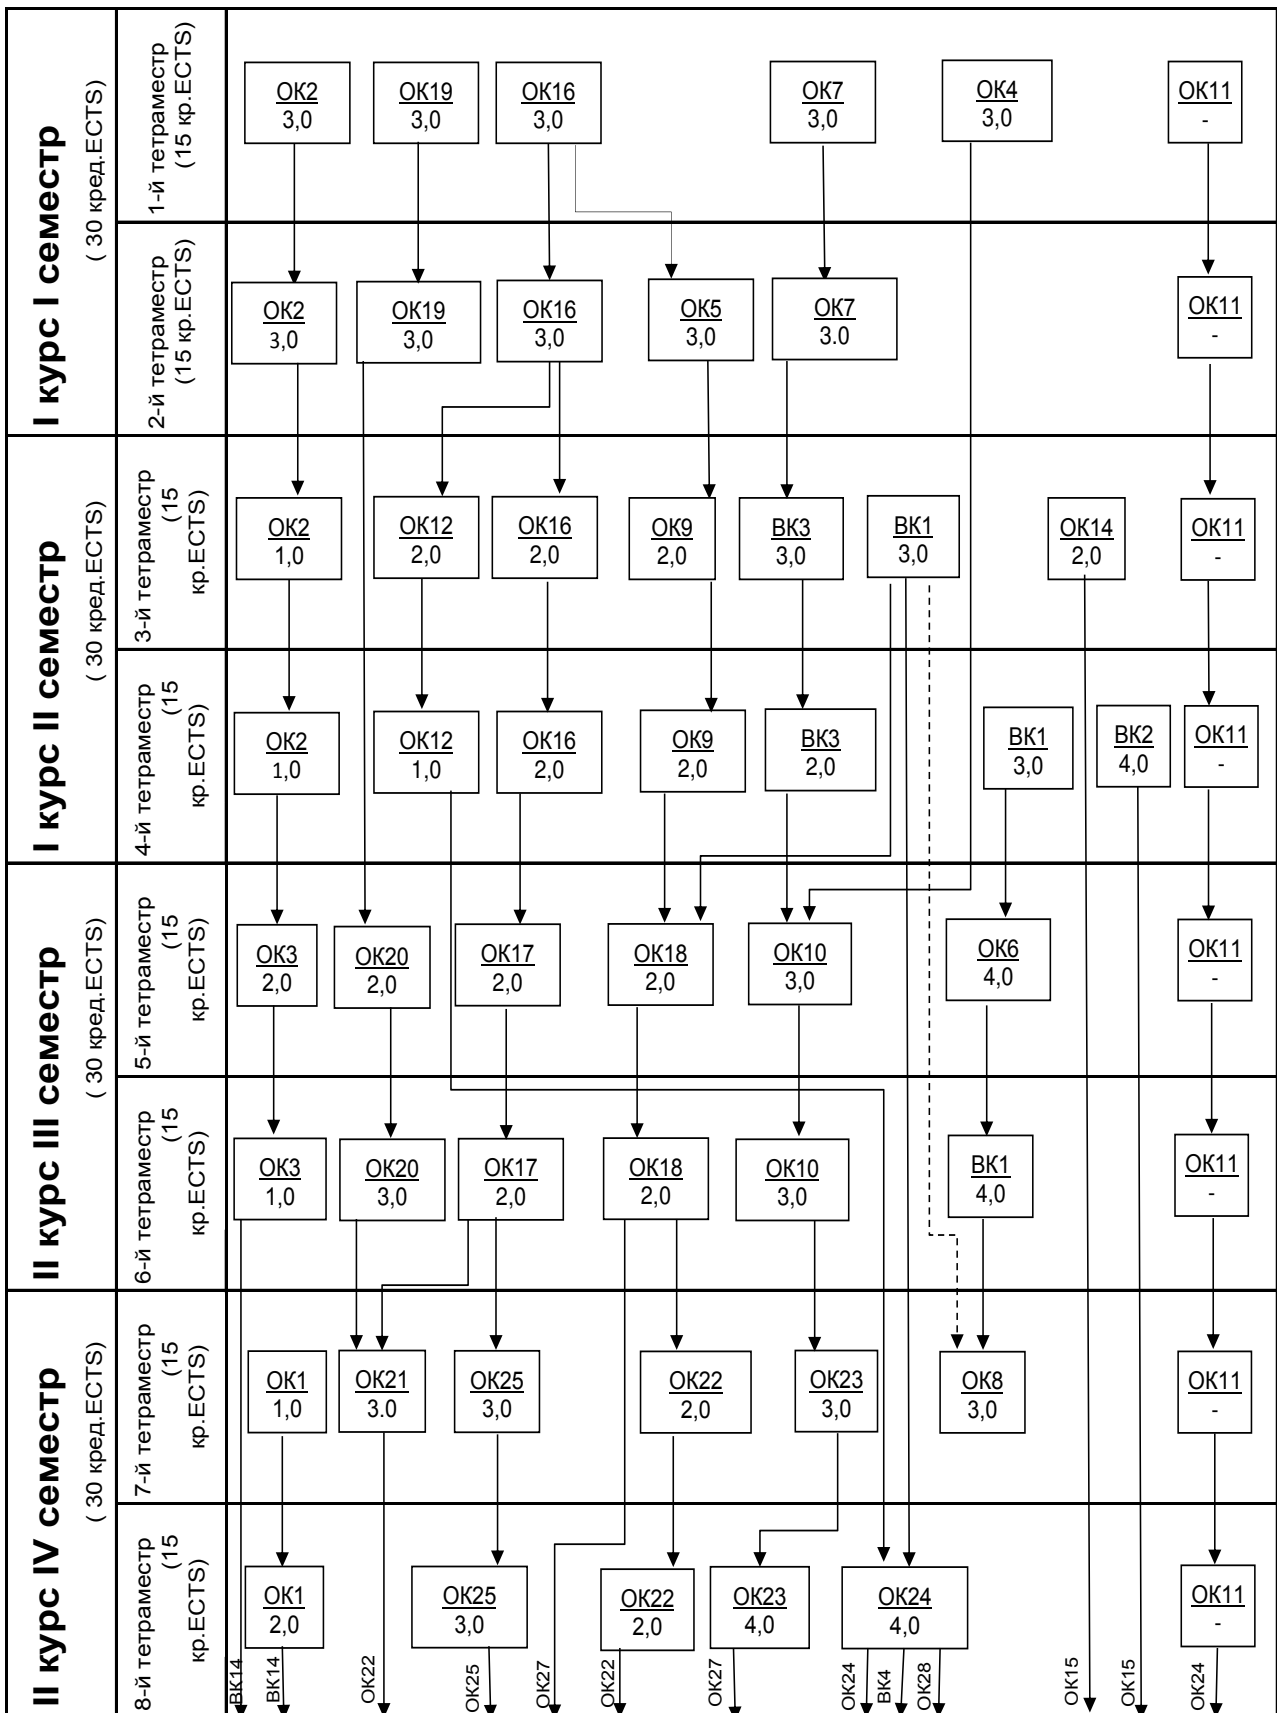 I курс I семестр
( 30 кред.ECTS)
1-й тетраместр
(15 кр.ECTS)
ОК2
3,0
ОК19
3,0
ОК16
3,0
ОК7
3,0
ОК4
3,0
ОК11
-
2-й тетраместр
(15 кр.ECTS)
ОК2
3,0
ОК19
3,0
ОК16
3,0
ОК5
3,0
ОК7
3.0
ОК11
-
I курс II семестр
( 30 кред.ECTS)
3-й тетраместр
(15
кр.ECTS)
ОК2
1,0
ОК12
2,0
ОК16
2,0
ОК9
2,0
ВК3
3,0
ВК1
3,0
ОК14
2,0
ОК11
-
4-й тетраместр
(15
кр.ECTS)
ОК2
1,0
ОК12
1,0
ОК16
2,0
ОК9
2,0
ВК3
2,0
ВК1
3,0
ВК2
4,0
ОК11
-
II курс III семестр
( 30 кред.ECTS)
5-й тетраместр
(15
кр.ECTS)
ОК3
2,0
ОК20
2,0
ОК17
2,0
ОК18
2,0
ОК10
3,0
ОК6
4,0
ОК11
-
6-й тетраместр
(15
кр.ECTS)
ОК3
1,0
ОК20
3,0
ОК17
2,0
ОК18
2,0
ОК10
3,0
ВК1
4,0
ОК11
-
II курс IV семестр
( 30 кред.ECTS)
7-й тетраместр
(15
кр.ECTS)
ОК1
1,0
ОК21
3.0
ОК25
3,0
ОК22
2,0
ОК23
3,0
ОК8
3,0
ОК11
-
8-й тетраместр
(15
кр.ECTS)
ОК1
2,0
ОК25
3,0
ОК22
2,0
ОК23
4,0
ОК24
4,0
ОК11
-
ВК14
ВК14
ОК22
ОК25
ОК27
ОК22
ОК27
ОК24
ВК4
ОК28
ОК15
ОК15
ОК24